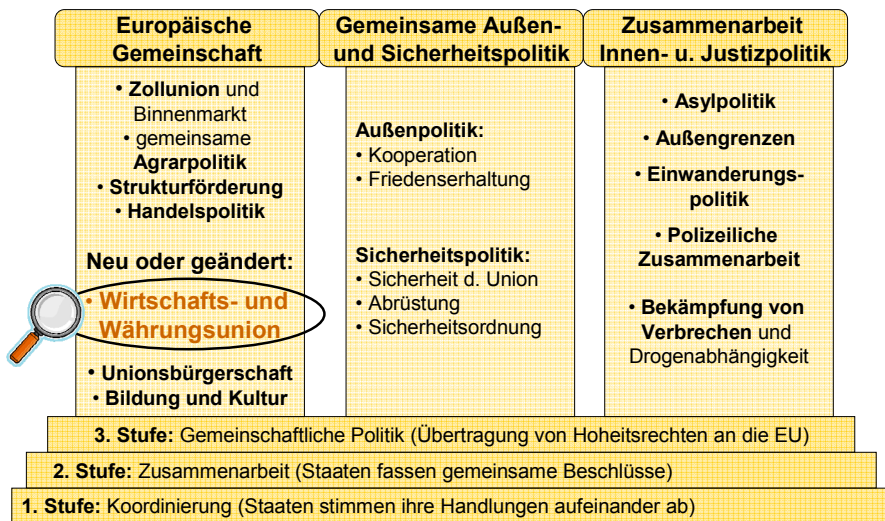 Europäische
Gemeinschaft
• Zollunion und
Binnenmarkt
• gemeinsame
Agrarpolitik
• Strukturförderung
• Handelspolitik
Neu oder geändert:
• Wirtschafts- und
Währungsunion
• Unionsbürgerschaft
• Bildung und Kultur
Gemeinsame Außen-
und Sicherheitspolitik
Außenpolitik:
• Kooperation
• Friedenserhaltung
Sicherheitspolitik:
• Sicherheit d. Union
• Abrüstung
• Sicherheitsordnung
Zusammenarbeit
Innen- u. Justizpolitik
• Asylpolitik
• Außengrenzen
• Einwanderungs-
politik
• Polizeiliche
Zusammenarbeit
• Bekämpfung von
Verbrechen und
Drogenabhängigkeit
3. Stufe: Gemeinschaftliche Politik (Übertragung von Hoheitsrechten an die EU)
2. Stufe: Zusammenarbeit (Staaten fassen gemeinsame Beschlüsse)
1. Stufe: Koordinierung (Staaten stimmen ihre Handlungen aufeinander ab)